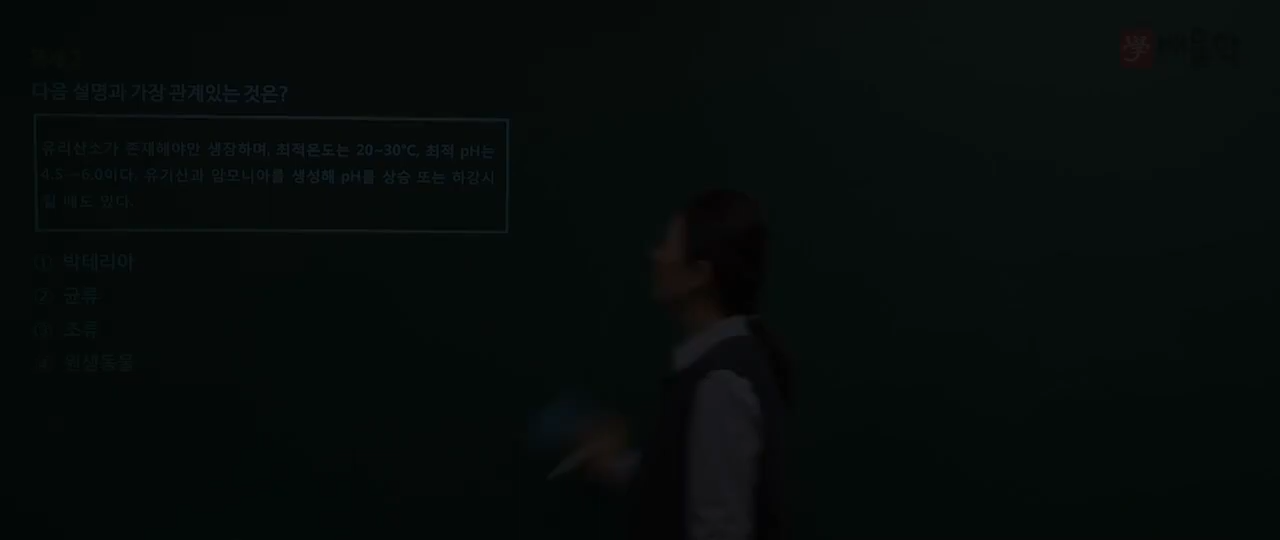 다음 설명과 가장 관계있는 것은?
유리산소가 존재해야만 생장하며, 최적온도는 20~30℃, 최적 pH는
4.5~6.0이다. 유기산과 암모니아를 생성해 pH를 상승 또는 하강시
킬 때도 있다.
① 박테리아
② 균류
③ 조류
④ 원생동물